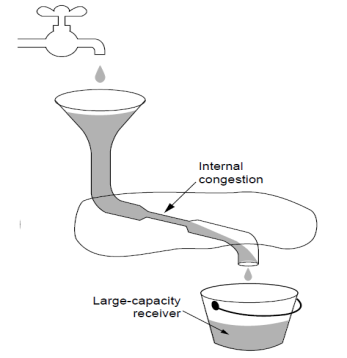 Internal
congestion
Large-capacity
receiver